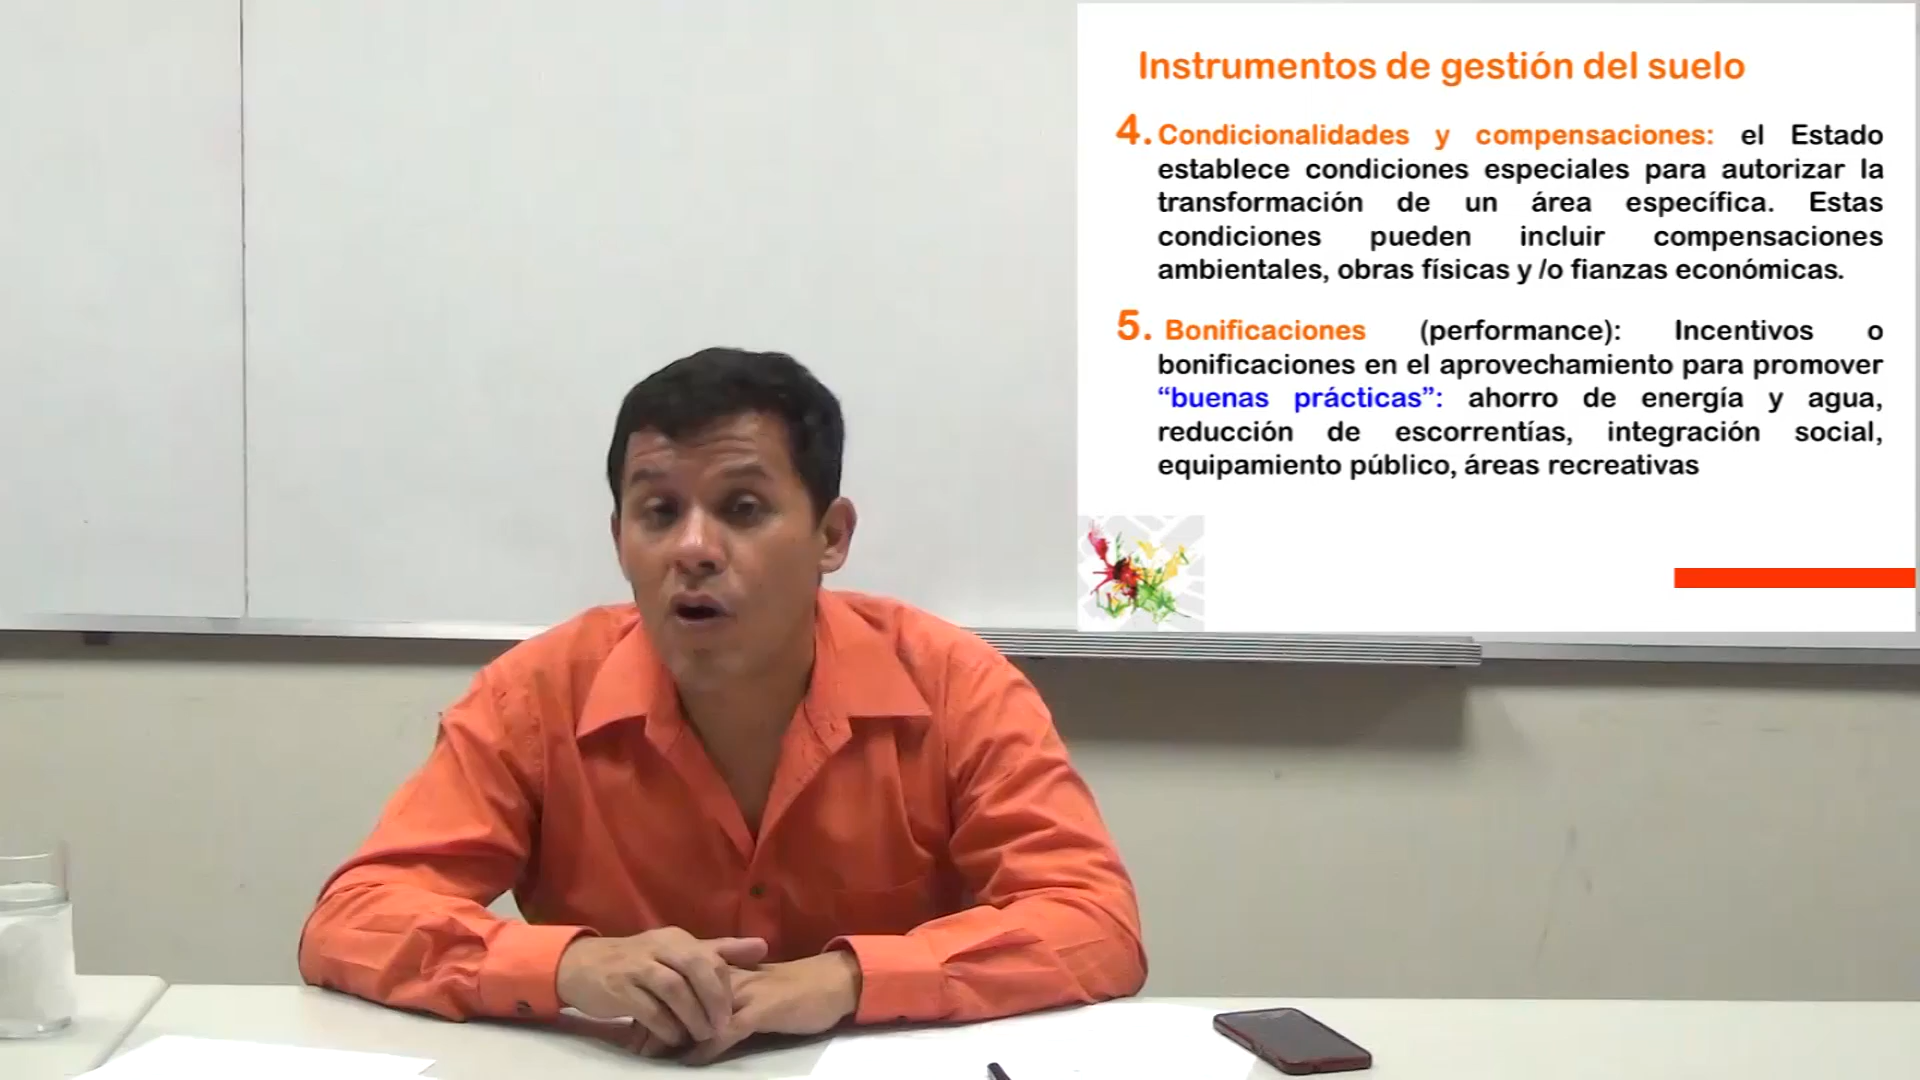 Instrumentos de gestión del suelo
4. Condicionalidades y compensaciones: el Estado
establece condiciones especiales para autorizar la
transformación de un área específica. Estas
condiciones pueden incluir compensaciones
ambientales, obras físicas y /o fianzas económicas.
5. Bonificaciones (performance): Incentivos o
bonificaciones en el aprovechamiento para promover
“buenas prácticas”: ahorro de energía y agua,
reducción de escorrentías, integración social,
equipamiento público, áreas recreativas